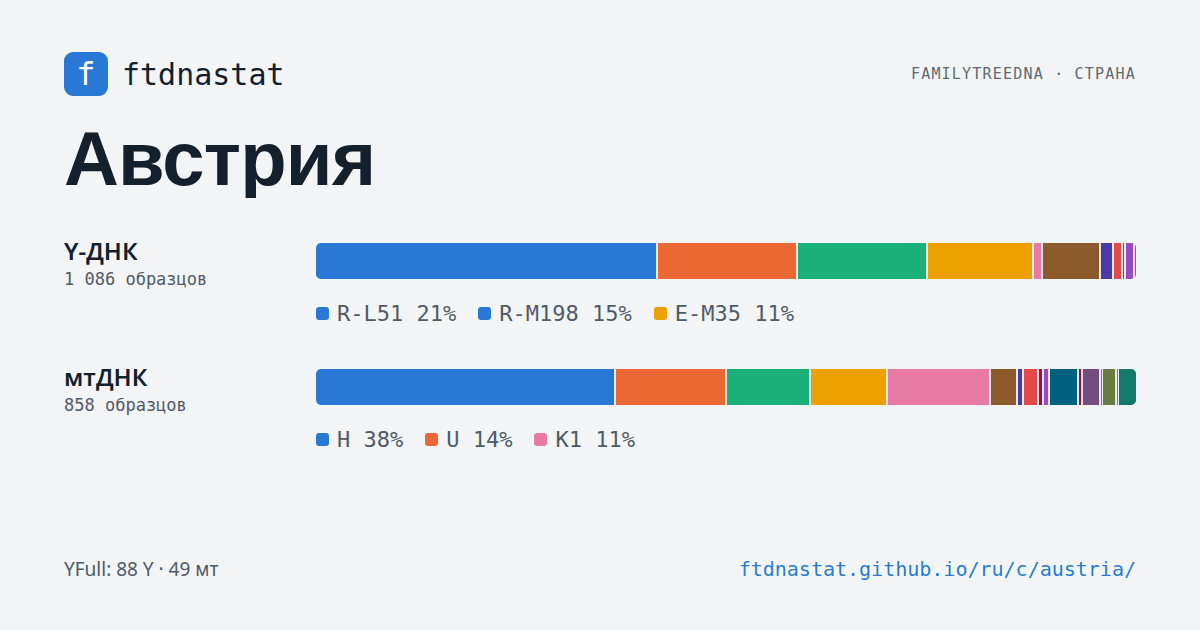 f ftdnastat
FAMILYTREEDNA · СТРАНА
Австрия
Y-ДНК
1 086 образцов
R-L51 21% R-M198 15% E-M35 11%
мтДНК
858 образцов
H 38% U 14% K1 11%
YFull: 88 Y · 49 мт
ftdnastat.github.io/ru/c/austria/